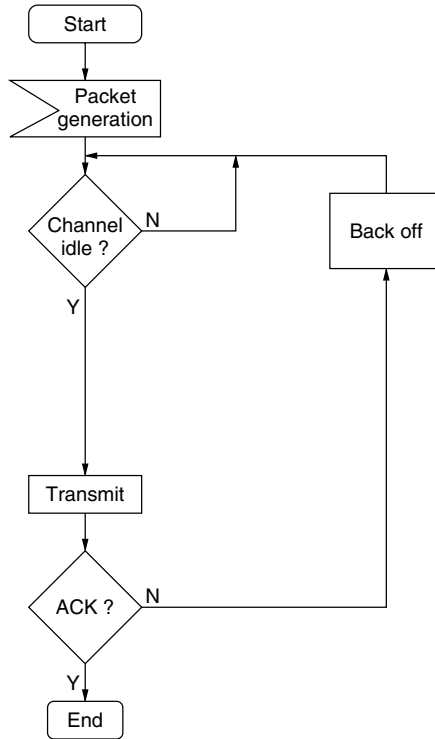 Start
Packet
generation
Channel
idle ?
N
Back off
Y
Transmit
ACK ?
N
Y
End